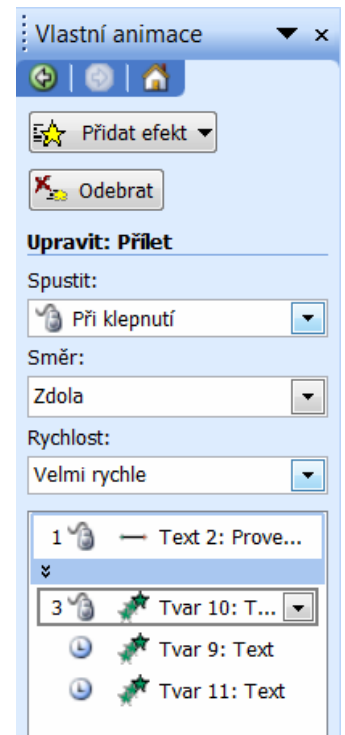 Vlastní animace
Přidat efekt
Odebrat
Upravit: Přílet
Spustit:
Při klepnutí
Směr:
Zdola
Rychlost:
Velmi rychle
1 Text 2: Prove...
3 Tvar 10: T...
Tvar 9: Text
Tvar 11: Text